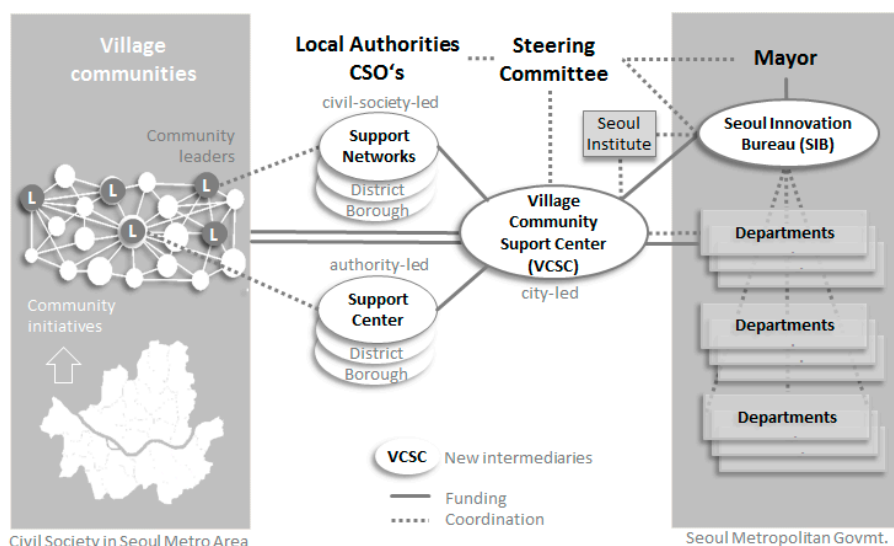 Village
communities
Local Authorities
CSO's
Steering
Committee
Mayor
civil-society-led
Community
leaders
Support
Networks
District
Borough
Seoul
Institute
Seoul Innovation
Bureau (SIB)
L
L
L
L
L
Village
Community
Suport Center
(VCSC)
city-led
Departments
authority-led
Support
Center
District
Borough
Community
initiatives
Departments
Departments
VCSC
New intermediaries
Funding
Coordination
Civil Society in Seoul Metro Area
Seoul Metropolitan Govmt.